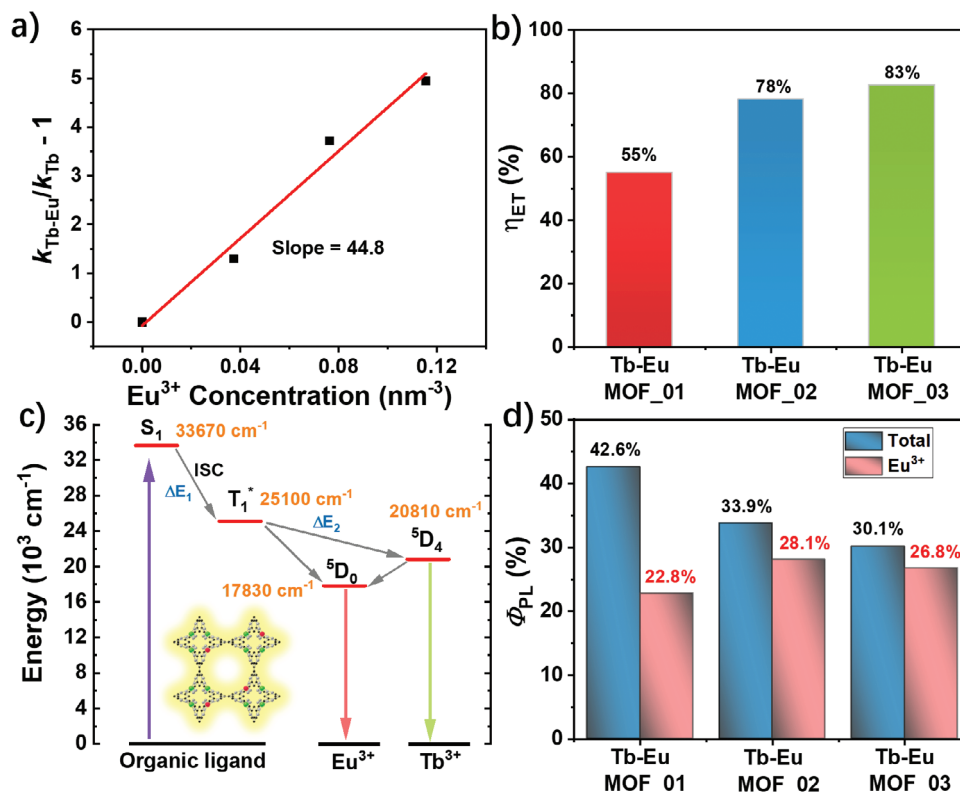 a)
k_Tb-Eu/k_Tb - 1
5
4
3
2
1
0
Slope = 44.8
0.00
0.04
0.08
0.12
Eu³⁺ Concentration (nm⁻³)
b)
η_ET (%)
100
80
60
40
20
0
55%
78%
83%
Tb-Eu
MOF_01
Tb-Eu
MOF_02
Tb-Eu
MOF_03
c)
Energy (10³ cm⁻¹)
36
32
28
24
20
16
12
8
4
0
S₁
33670 cm⁻¹
ISC
ΔE₁
T₁*
25100 cm⁻¹
ΔE₂
20810 cm⁻¹
⁵D₄
⁵D₀
17830 cm⁻¹
Organic ligand
Eu³⁺
Tb³⁺
d)
Φ_PL (%)
50
40
30
20
10
0
Total
Eu³⁺
42.6%
22.8%
33.9%
28.1%
30.1%
26.8%
Tb-Eu
MOF_01
Tb-Eu
MOF_02
Tb-Eu
MOF_03